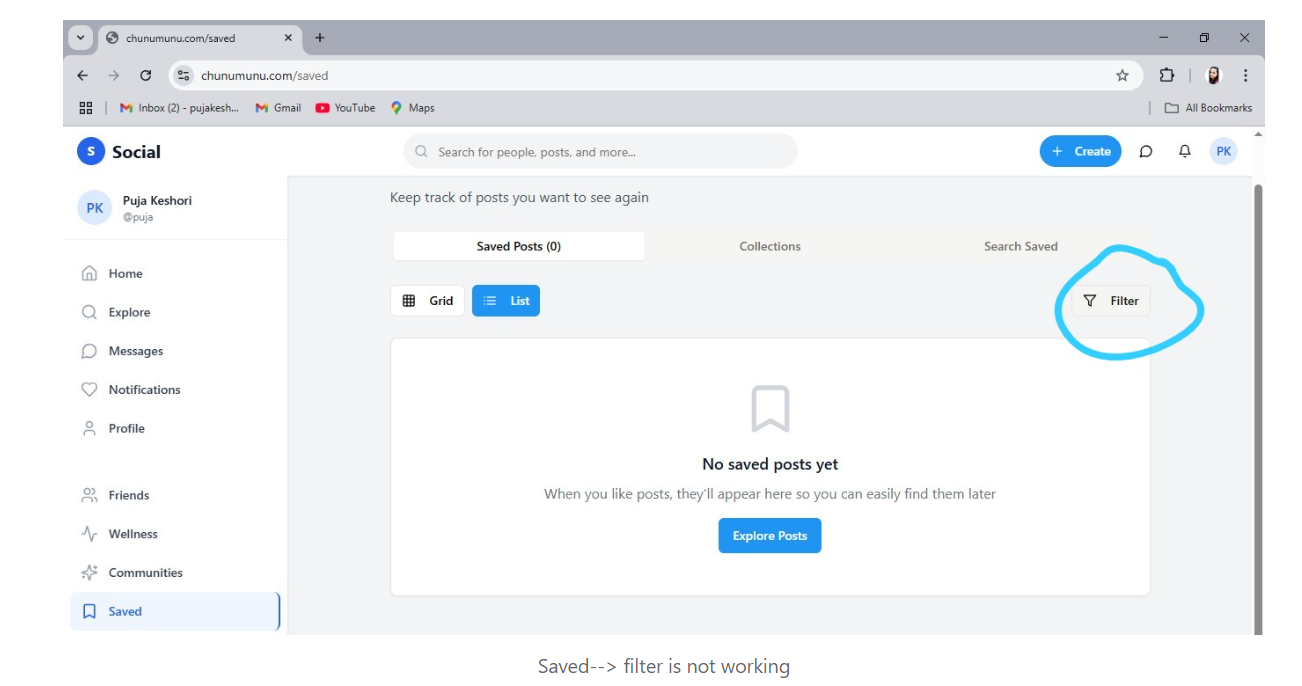 chunumunu.com/saved
chunumunu.com/saved
Inbox (2) - pujakesh... Gmail YouTube Maps All Bookmarks
S Social Search for people, posts, and more... + Create PK
PK Puja Keshori
@puja
Keep track of posts you want to see again
Saved Posts (0) Collections Search Saved
Home
Grid List Filter
Explore
Messages
Notifications
Profile
No saved posts yet
Friends When you like posts, they'll appear here so you can easily find them later
Wellness Explore Posts
Communities
Saved
Saved--> filter is not working